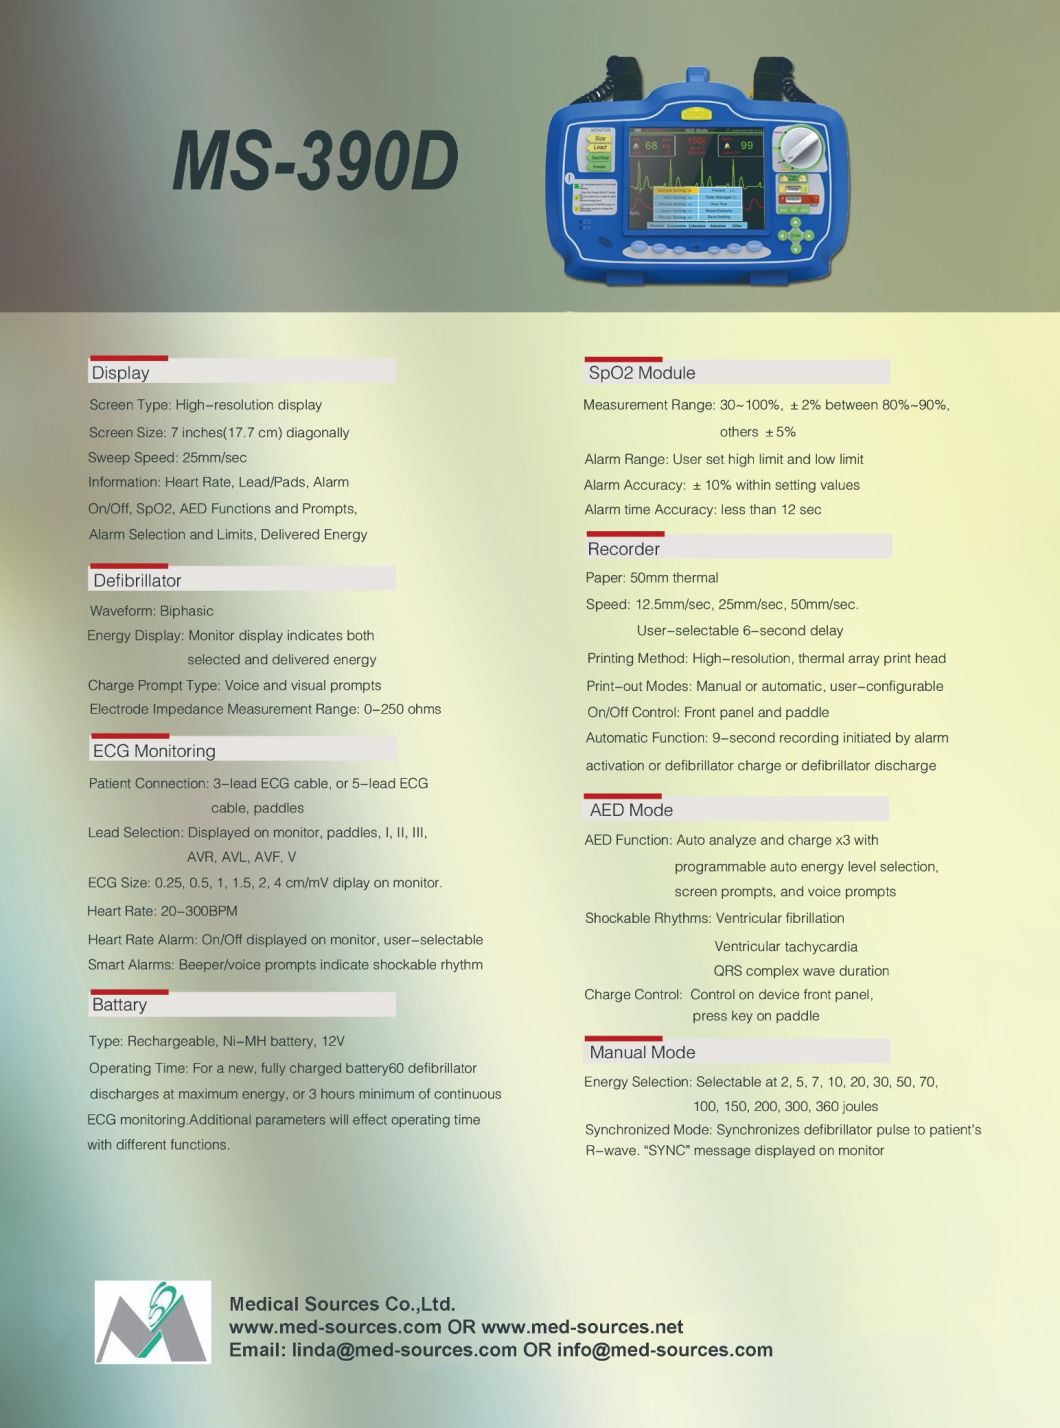 MS-390D
MONITOR
Size
Lead
Start/Stop
Freeze
AED Mode
68
150J
99
SpO2
Display
Screen Type: High-resolution display
Screen Size: 7 inches(17.7 cm) diagonally
Sweep Speed: 25mm/sec
Information: Heart Rate, Lead/Pads, Alarm
On/Off, SpO2, AED Functions and Prompts,
Alarm Selection and Limits, Delivered Energy
Defibrillator
Waveform: Biphasic
Energy Display: Monitor display indicates both
selected and delivered energy
Charge Prompt Type: Voice and visual prompts
Electrode Impedance Measurement Range: 0-250 ohms
ECG Monitoring
Patient Connection: 3-lead ECG cable, or 5-lead ECG
cable, paddles
Lead Selection: Displayed on monitor, paddles, I, II, III,
AVR, AVL, AVF, V
ECG Size: 0.25, 0.5, 1, 1.5, 2, 4 cm/mV diplay on monitor.
Heart Rate: 20-300BPM
Heart Rate Alarm: On/Off displayed on monitor, user-selectable
Smart Alarms: Beeper/voice prompts indicate shockable rhythm
Battary
Type: Rechargeable, Ni-MH battery, 12V
Operating Time: For a new, fully charged battery60 defibrillator
discharges at maximum energy, or 3 hours minimum of continuous
ECG monitoring.Additional parameters will effect operating time
with different functions.
SpO2 Module
Measurement Range: 30~100%, ±2% between 80%~90%,
others ±5%
Alarm Range: User set high limit and low limit
Alarm Accuracy: ±10% within setting values
Alarm time Accuracy: less than 12 sec
Recorder
Paper: 50mm thermal
Speed: 12.5mm/sec, 25mm/sec, 50mm/sec.
User-selectable 6-second delay
Printing Method: High-resolution, thermal array print head
Print-out Modes: Manual or automatic, user-configurable
On/Off Control: Front panel and paddle
Automatic Function: 9-second recording initiated by alarm
activation or defibrillator charge or defibrillator discharge
AED Mode
AED Function: Auto analyze and charge x3 with
programmable auto energy level selection,
screen prompts, and voice prompts
Shockable Rhythms: Ventricular fibrillation
Ventricular tachycardia
QRS complex wave duration
Charge Control: Control on device front panel,
press key on paddle
Manual Mode
Energy Selection: Selectable at 2, 5, 7, 10, 20, 30, 50, 70,
100, 150, 200, 300, 360 joules
Synchronized Mode: Synchronizes defibrillator pulse to patient's
R-wave. "SYNC" message displayed on monitor
Medical Sources Co.,Ltd.
www.med-sources.com OR www.med-sources.net
Email: linda@med-sources.com OR info@med-sources.com